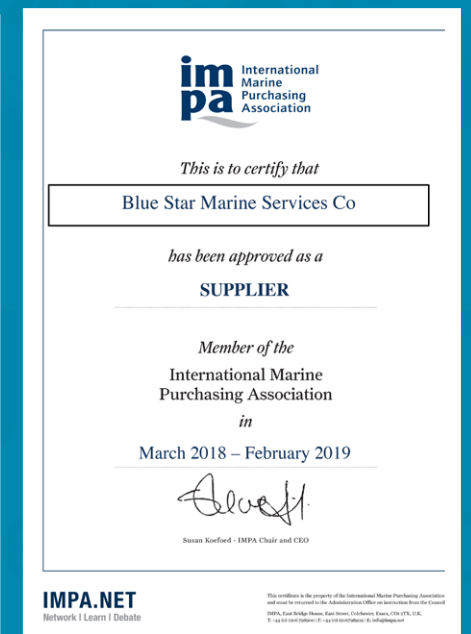 impa
International
Marine
Purchasing
Association
This is to certify that
Blue Star Marine Services Co
has been approved as a
SUPPLIER
Member of the
International Marine
Purchasing Association
in
March 2018 – February 2019
Susan Koefoed - IMPA Chair and CEO
IMPA.NET
Network I Learn I Debate
This certificate is the property of the International Marine Purchasing Association
and must be returned to the Administration Office on instruction from the Council
IMPA, East Bridge House, East Street, Colchester, Essex, CO1 2TX, U.K.